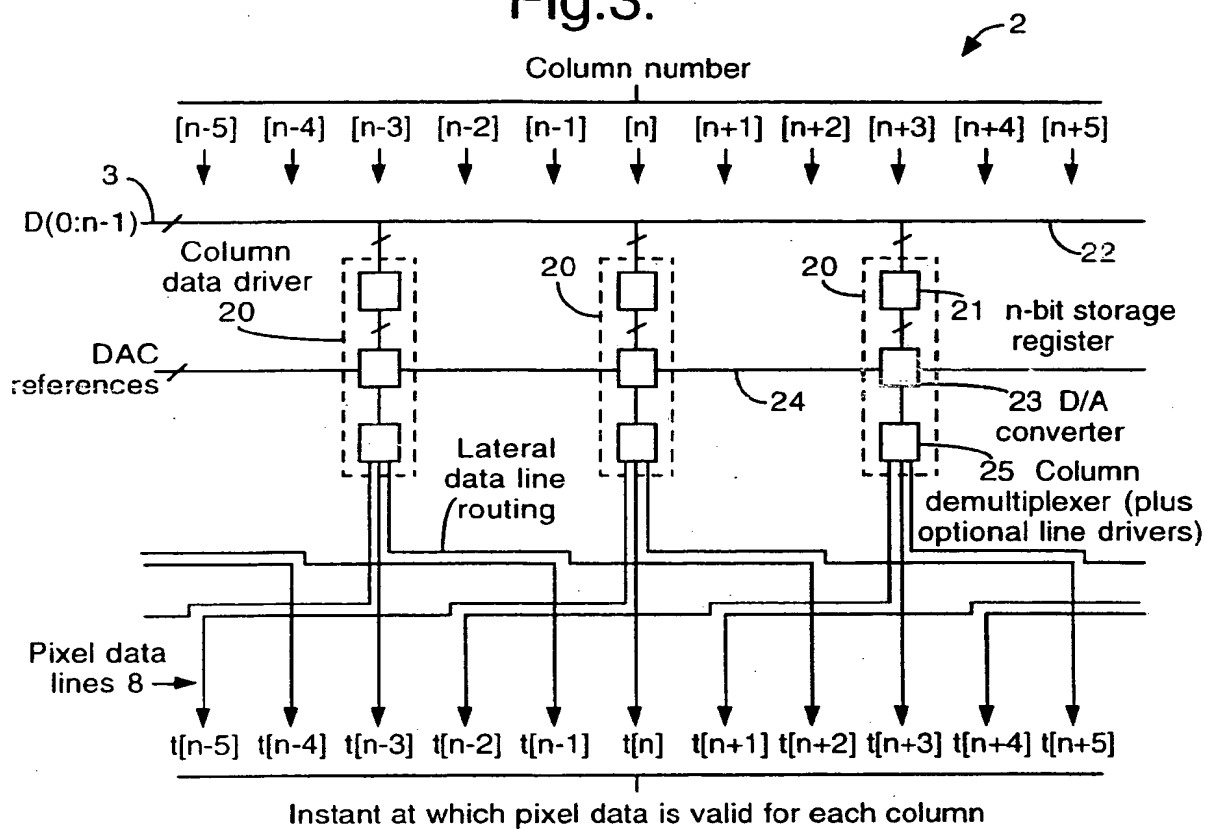 Fig.3.
2
Column number
[n-5] [n-4] [n-3] [n-2] [n-1] [n] [n+1] [n+2] [n+3] [n+4] [n+5]
3
D(0:n-1)
22
Column
data driver
20
20
20
21 n-bit storage
register
DAC
references
24
23 D/A
converter
Lateral
data line
routing
25 Column
demultiplexer (plus
optional line drivers)
Pixel data
lines 8
t[n-5] t[n-4] t[n-3] t[n-2] t[n-1] t[n] t[n+1] t[n+2] t[n+3] t[n+4] t[n+5]
Instant at which pixel data is valid for each column